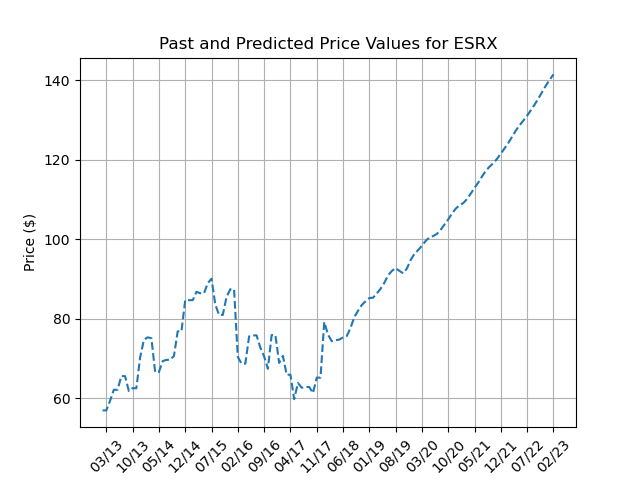 Past and Predicted Price Values for ESRX
Price ($)
140
120
100
80
60
03/13 10/13 05/14 12/14 07/15 02/16 09/16 04/17 11/17 06/18 01/19 08/19 03/20 10/20 05/21 12/21 07/22 02/23